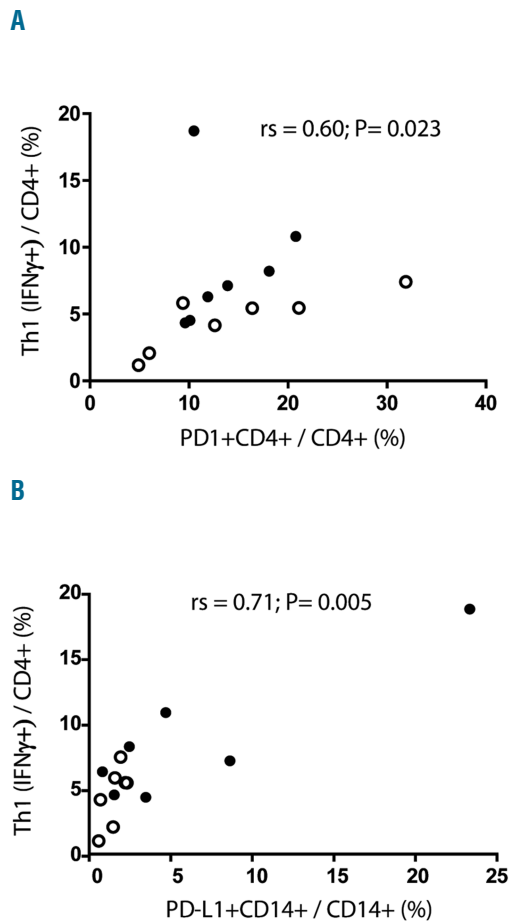 A
20
rs = 0.60; P= 0.023
15
10
5
0
Th1 (IFNγ+) / CD4+ (%)
0 10 20 30 40
PD1+CD4+ / CD4+ (%)
B
20
rs = 0.71; P= 0.005
15
10
5
0
Th1 (IFNγ+) / CD4+ (%)
0 5 10 15 20 25
PD-L1+CD14+ / CD14+ (%)